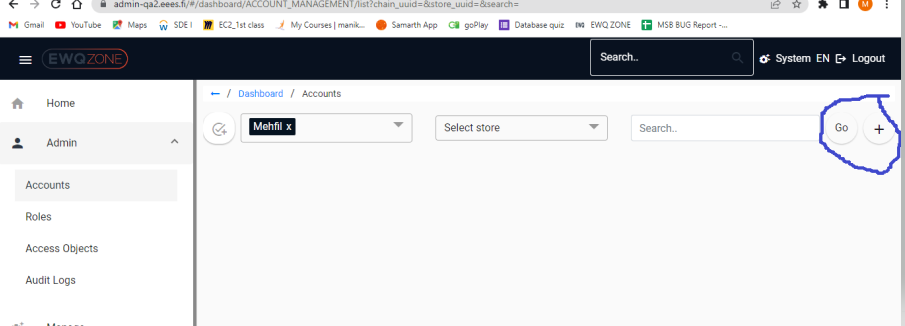 admin-qa2.eees.fi/#/dashboard/ACCOUNT_MANAGEMENT/list?chain_uuid=&store_uuid=&search=
M
Gmail YouTube Maps SDE I EC2_1st class My Courses | manik... Samarth App goPlay Database quiz EWQ ZONE MSB BUG Report -...
EWQZONE Search.. System EN Logout
← / Dashboard / Accounts
Home
Mehfil x Select store Search.. Go +
Admin
Accounts
Roles
Access Objects
Audit Logs
Manage